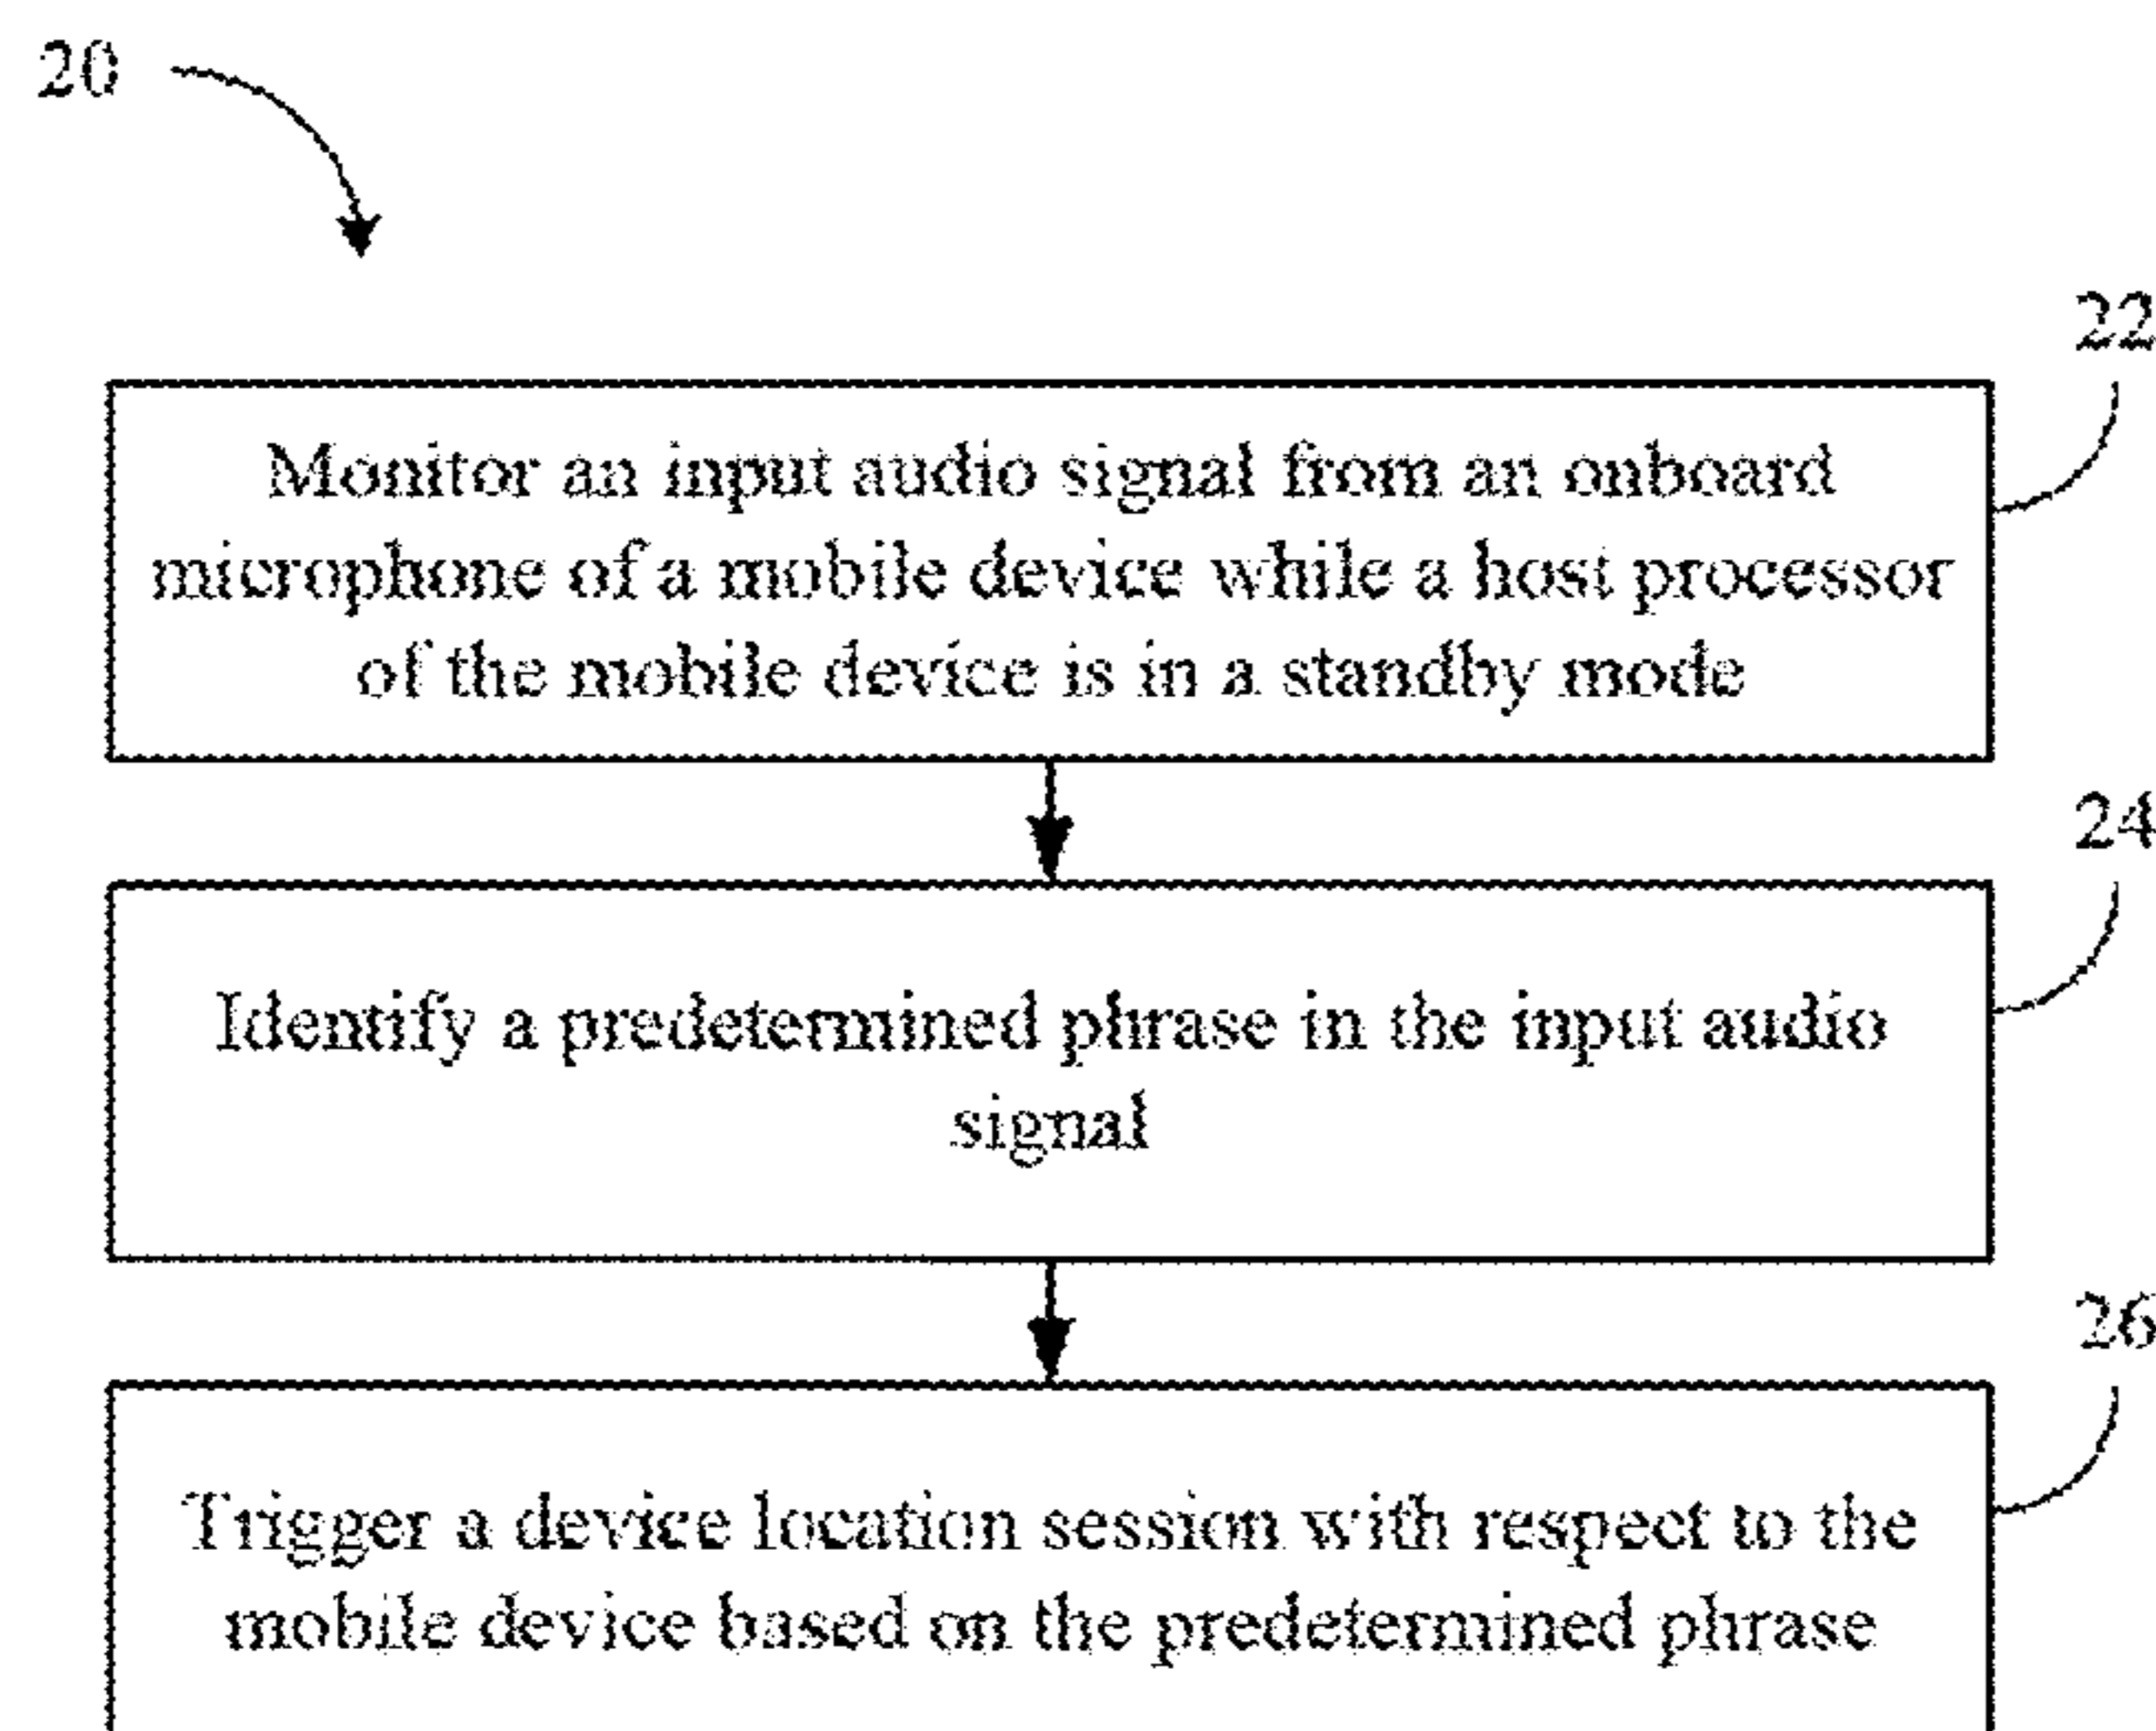 20
22
Monitor an input audio signal from an onboard
microphone of a mobile device while a host processor
of the mobile device is in a standby mode
24
Identify a predetermined phrase in the input audio
signal
26
Trigger a device location session with respect to the
mobile device based on the predetermined phrase